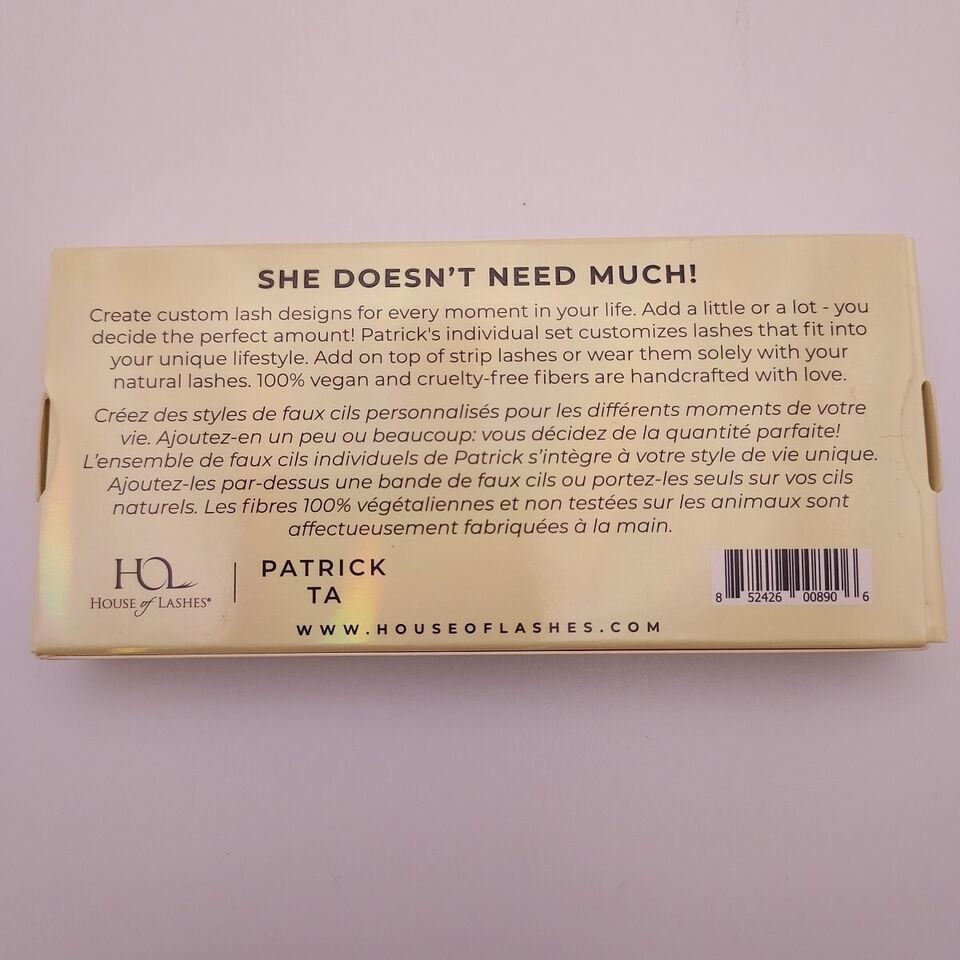 SHE DOESN'T NEED MUCH!
Create custom lash designs for every moment in your life. Add a little or a lot - you
decide the perfect amount! Patrick's individual set customizes lashes that fit into
your unique lifestyle. Add on top of strip lashes or wear them solely with your
natural lashes. 100% vegan and cruelty-free fibers are handcrafted with love.
Créez des styles de faux cils personnalisés pour les différents moments de votre
vie. Ajoutez-en un peu ou beaucoup: vous décidez de la quantité parfaite!
L'ensemble de faux cils individuels de Patrick s'intègre à votre style de vie unique.
Ajoutez-les par-dessus une bande de faux cils ou portez-les seuls sur vos cils
naturels. Les fibres 100% végétaliennes et non testées sur les animaux sont
affectueusement fabriquées à la main.
HOL
HOUSE of LASHES®
PATRICK
TA
8 52426 00890 6
WWW.HOUSEOFLASHES.COM